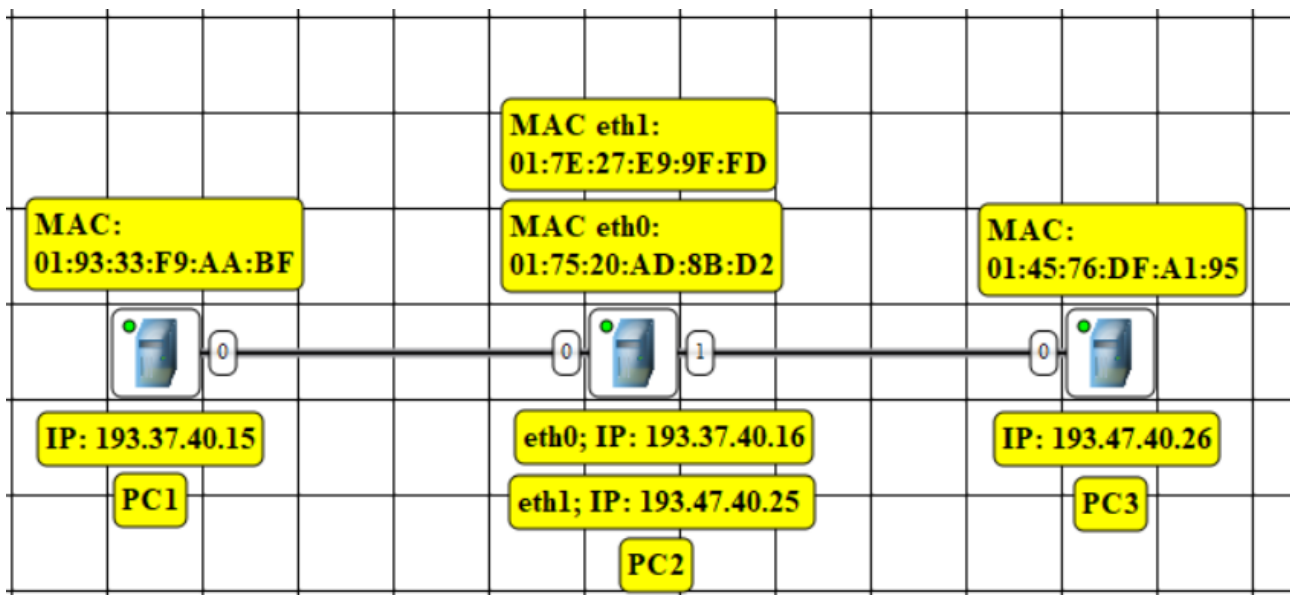 MAC eth1:
01:7E:27:E9:9F:FD
MAC:
01:93:33:F9:AA:BF
MAC eth0:
01:75:20:AD:8B:D2
MAC:
01:45:76:DF:A1:95
0
0
1
0
IP: 193.37.40.15
eth0; IP: 193.37.40.16
IP: 193.47.40.26
PC1
eth1; IP: 193.47.40.25
PC3
PC2